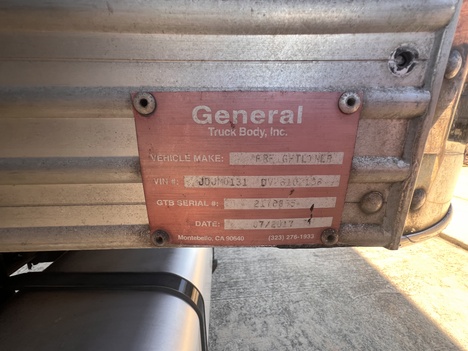 General
Truck Body, Inc.
VEHICLE MAKE: FREIGHTLINER
VIN #:
GTB SERIAL #:
DATE: 07/2017
Montebello, CA 90640 (323) 276-1933